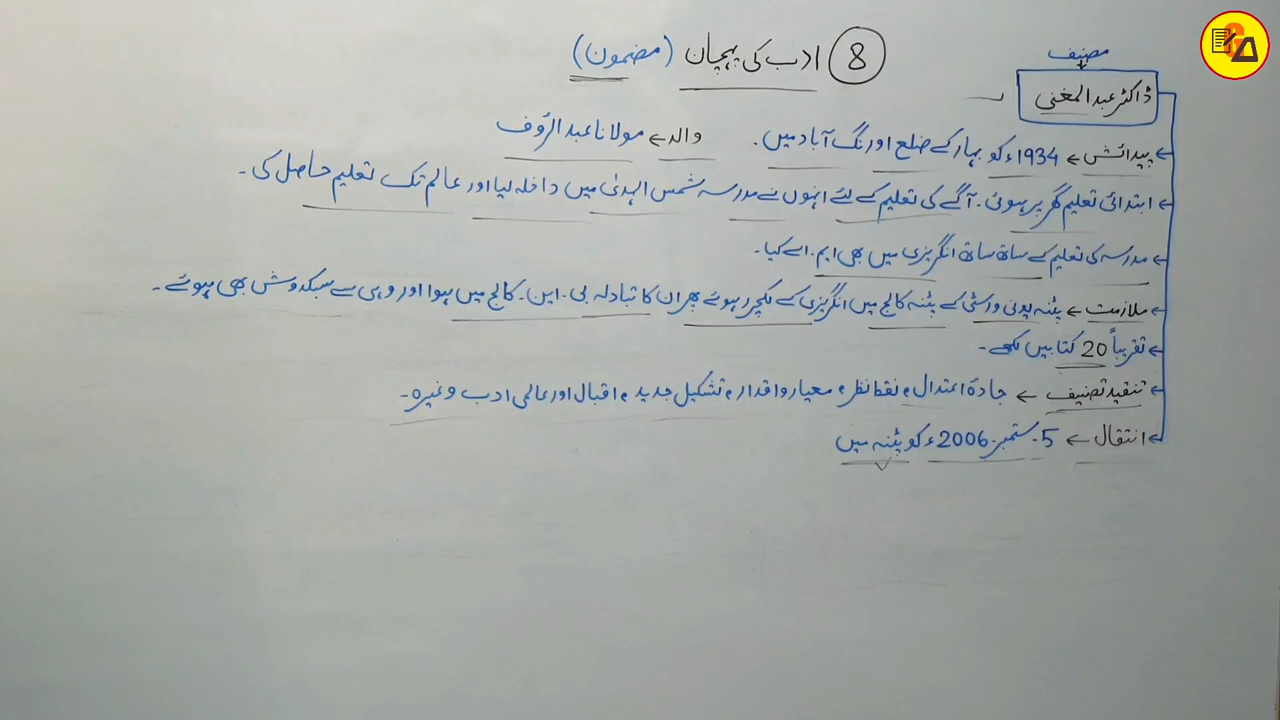 8 ادب کی پہچان (مضمون)
مصنف
ڈاکٹر عبدالمغنی
پیدائش ← 1934ء کو بہار کے ضلع اورنگ آباد میں۔ والد ← مولانا عبدالرؤف
ابتدائی تعلیم گھر پر ہوئی۔ آگے کی تعلیم کے لئے انہوں نے مدرسہ شمس الہدیٰ میں داخلہ لیا اور عالم تک تعلیم حاصل کی۔
مدرسہ کی تعلیم کے ساتھ ساتھ انگریزی میں بھی ایم۔اے کیا۔
ملازمت ← پٹنہ یونی ورسٹی کے پٹنہ کالج میں انگریزی کے لکچرر ہوئے پھر ان کا تبادلہ بی۔این۔کالج میں ہوا اور وہی سے سبکدوش بھی ہوئے۔
تقریباً 20 کتابیں لکھے۔
تنقید تصنیف ← جادۂ اعتدال، نقطۂ نظر، معیار و اقدار، تشکیل جدید، اقبال اور عالمی ادب وغیرہ۔
انتقال ← 5 ستمبر 2006ء کو پٹنہ میں